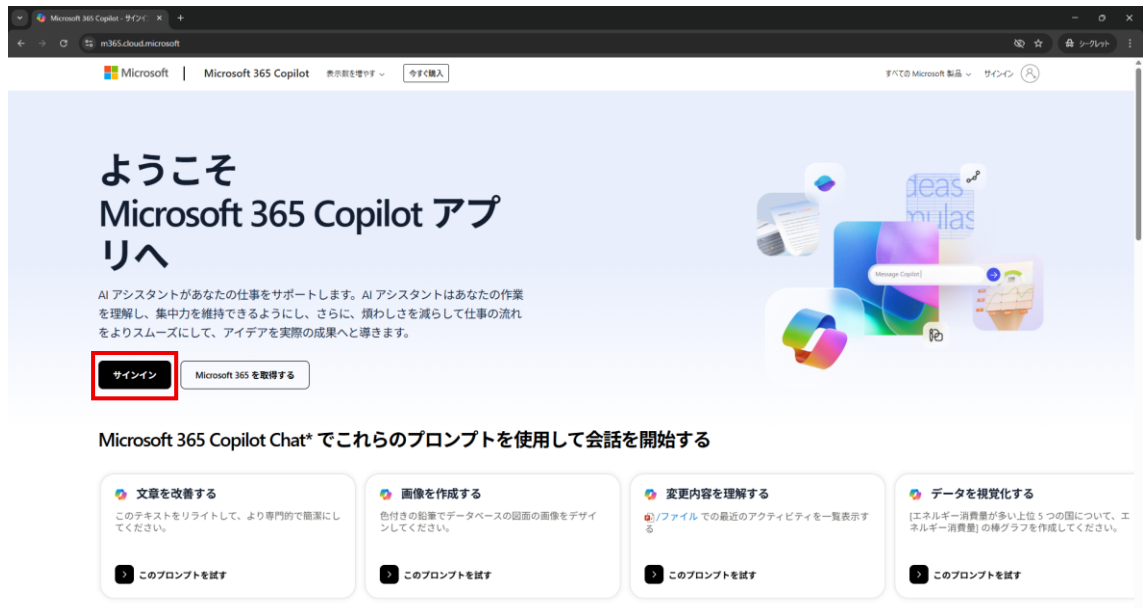 Microsoft 365 Copilot - サインイン
m365.cloud.microsoft
シークレット
Microsoft
Microsoft 365 Copilot
表示数を増やす
今すぐ購入
すべての Microsoft 製品
サインイン
ようこそ
Microsoft 365 Copilot アプ
リへ
AI アシスタントがあなたの仕事をサポートします。AI アシスタントはあなたの作業
を理解し、集中力を維持できるようにし、さらに、煩わしさを減らして仕事の流れ
をよりスムーズにして、アイデアを実際の成果へと導きます。
サインイン
Microsoft 365 を取得する
deas
mulas
Message Copilot
Microsoft 365 Copilot Chat* でこれらのプロンプトを使用して会話を開始する
文章を改善する
このテキストをリライトして、より専門的で簡潔にし
てください。
このプロンプトを試す
画像を作成する
色付きの鉛筆でデータベースの図面の画像をデザイ
ンしてください。
このプロンプトを試す
変更内容を理解する
/ファイル での最近のアクティビティを一覧表示す
る
このプロンプトを試す
データを視覚化する
[エネルギー消費量が多い上位 5 つの国について、エ
ネルギー消費量] の棒グラフを作成してください。
このプロンプトを試す